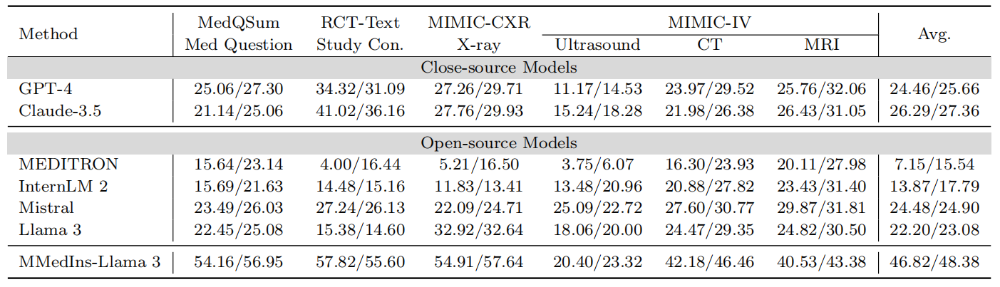 Method MedQSum RCT-Text MIMIC-CXR MIMIC-IV Avg.
Med Question Study Con. X-ray Ultrasound CT MRI
Close-source Models
GPT-4 25.06/27.30 34.32/31.09 27.26/29.71 11.17/14.53 23.97/29.52 25.76/32.06 24.46/25.66
Claude-3.5 21.14/25.06 41.02/36.16 27.76/29.93 15.24/18.28 21.98/26.38 26.43/31.05 26.29/27.36
Open-source Models
MEDITRON 15.64/23.14 4.00/16.44 5.21/16.50 3.75/6.07 16.30/23.93 20.11/27.98 7.15/15.54
InternLM 2 15.69/21.63 14.48/15.16 11.83/13.41 13.48/20.96 20.88/27.82 23.43/31.40 13.87/17.79
Mistral 23.49/26.03 27.24/26.13 22.09/24.71 25.09/22.72 27.60/30.77 29.87/31.81 24.48/24.90
Llama 3 22.45/25.08 15.38/14.60 32.92/32.64 18.06/20.00 24.47/29.35 24.82/30.50 22.20/23.08
MMedIns-Llama 3 54.16/56.95 57.82/55.60 54.91/57.64 20.40/23.32 42.18/46.46 40.53/43.38 46.82/48.38